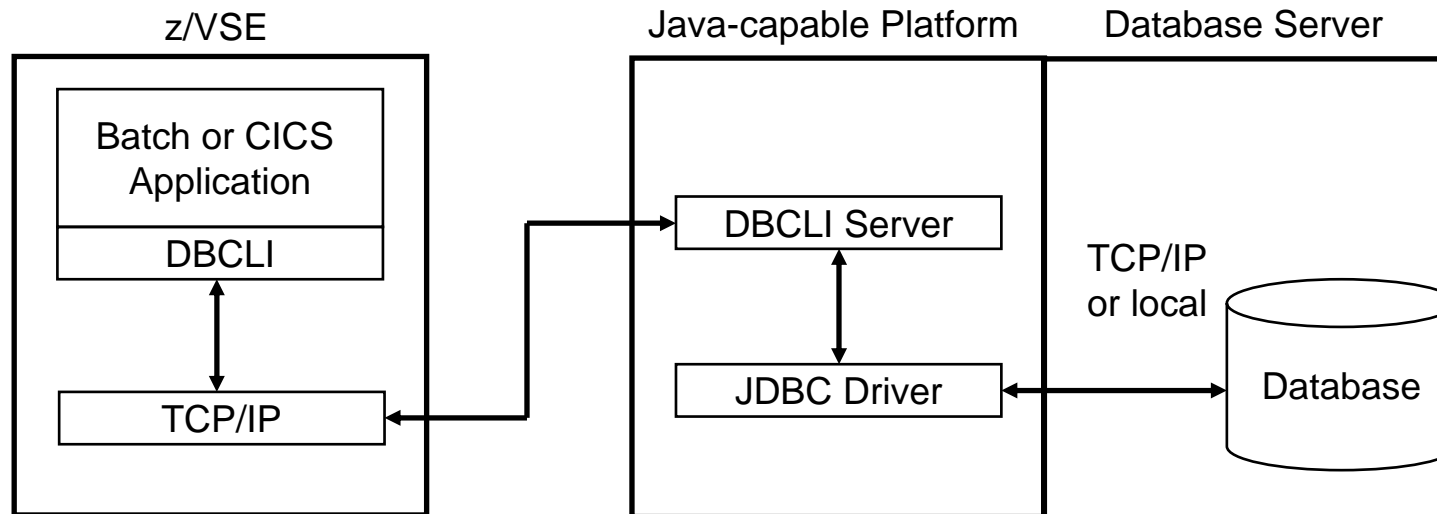 z/VSE
Java-capable Platform
Database Server
Batch or CICS
Application
DBCLI
TCP/IP
DBCLI Server
JDBC Driver
TCP/IP
or local
Database